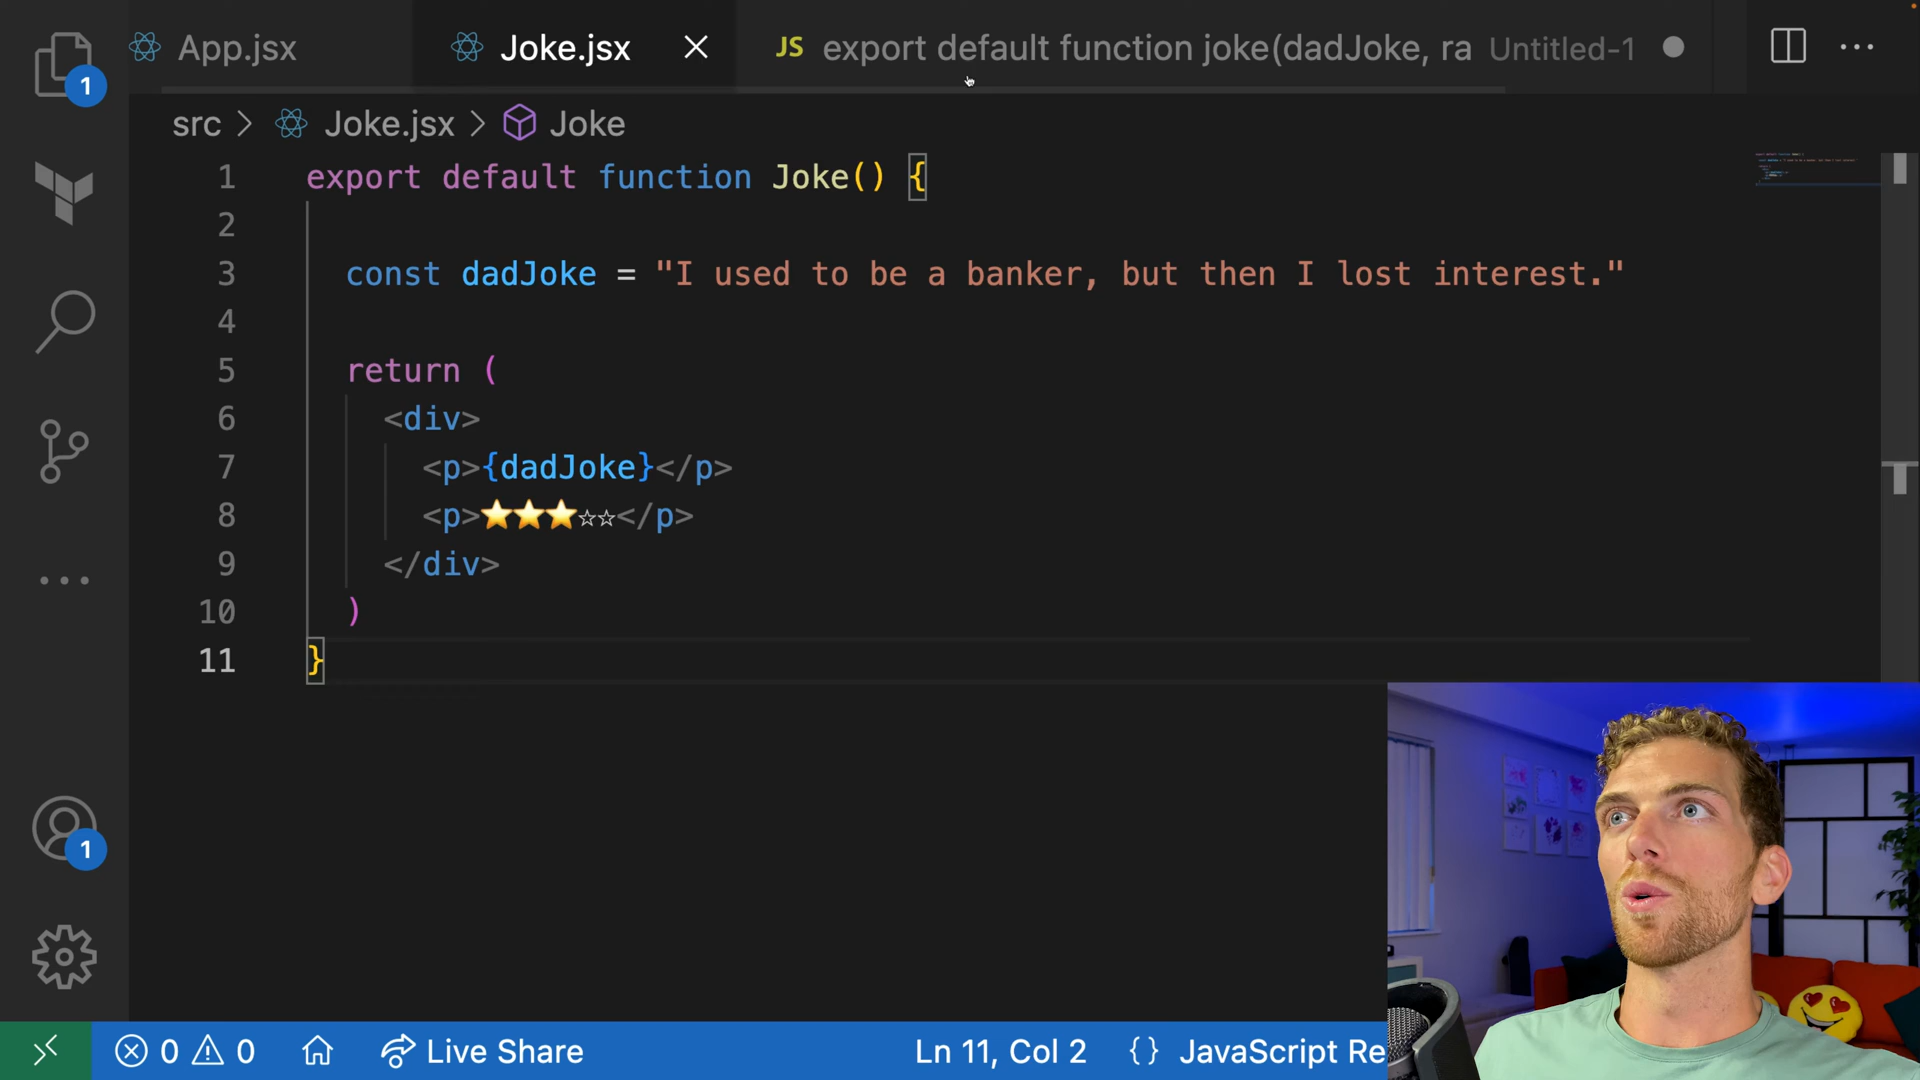 App.jsx
Joke.jsx
JS export default function joke(dadJoke, ra Untitled-1
src > Joke.jsx > Joke
1 export default function Joke() {
2
3 const dadJoke = "I used to be a banker, but then I lost interest."
4
5 return (
6 <div>
7 <p>{dadJoke}</p>
8 <p>⭐⭐⭐☆☆</p>
9 </div>
10 )
11 }
1
1
0 0 Live Share Ln 11, Col 2 {} JavaScript Re